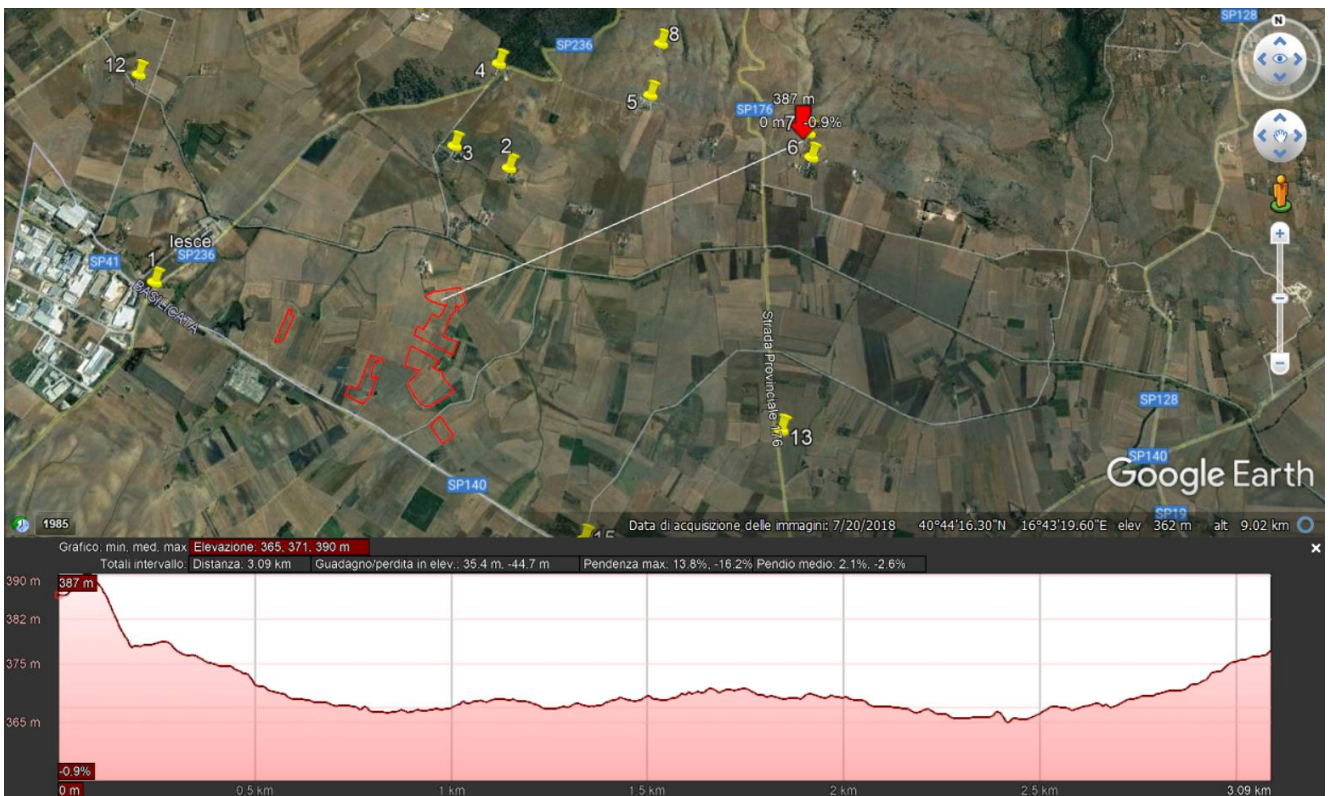 SP128
N
12
SP236
4
8
5
387 m
SP176
0 m 7 -0.9%
3
2
6
Iesce
SP236
SP41
1
BASILICATA
Strada Provinciale 176
SP128
13
SP140
Google Earth
SP140
SP19
15
1985
Data di acquisizione delle immagini: 7/20/2018 40°44'16.30"N 16°43'19.60"E elev 362 m alt 9.02 km
Grafico: min. med. max Elevazione: 365, 371, 390 m
Totali intervallo: Distanza: 3.09 km Guadagno/perdita in elev.: 35.4 m, -44.7 m Pendenza max: 13.8%, -16.2% Pendio medio: 2.1%, -2.6%
390 m
387 m
382 m
375 m
365 m
-0.9%
0 m 0.5 km 1 km 1.5 km 2 km 2.5 km 3.09 km